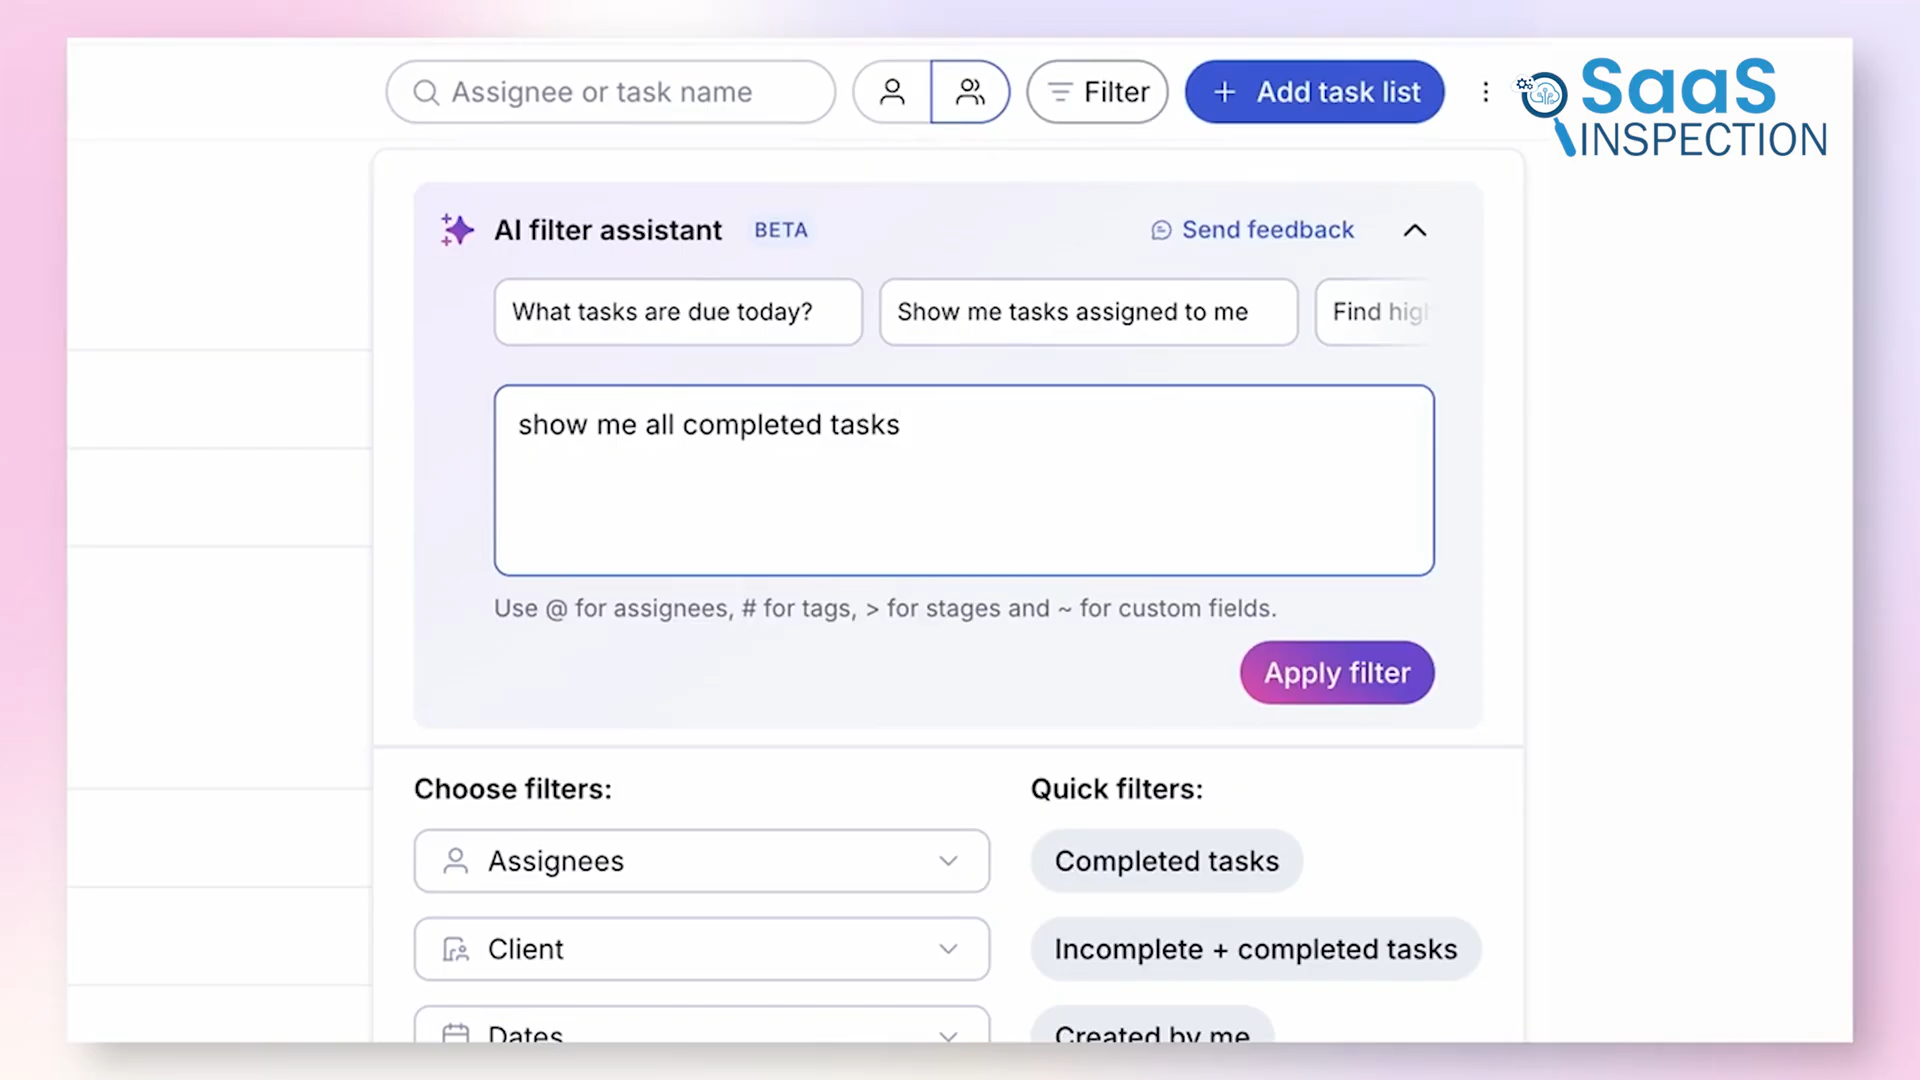 Assignee or task name
Filter
+ Add task list
SaaS
INSPECTION
AI filter assistant BETA
Send feedback
What tasks are due today?
Show me tasks assigned to me
Find high
show me all completed tasks
Use @ for assignees, # for tags, > for stages and ~ for custom fields.
Apply filter
Choose filters:
Quick filters:
Assignees
Completed tasks
Client
Incomplete + completed tasks
Dates
Created by me